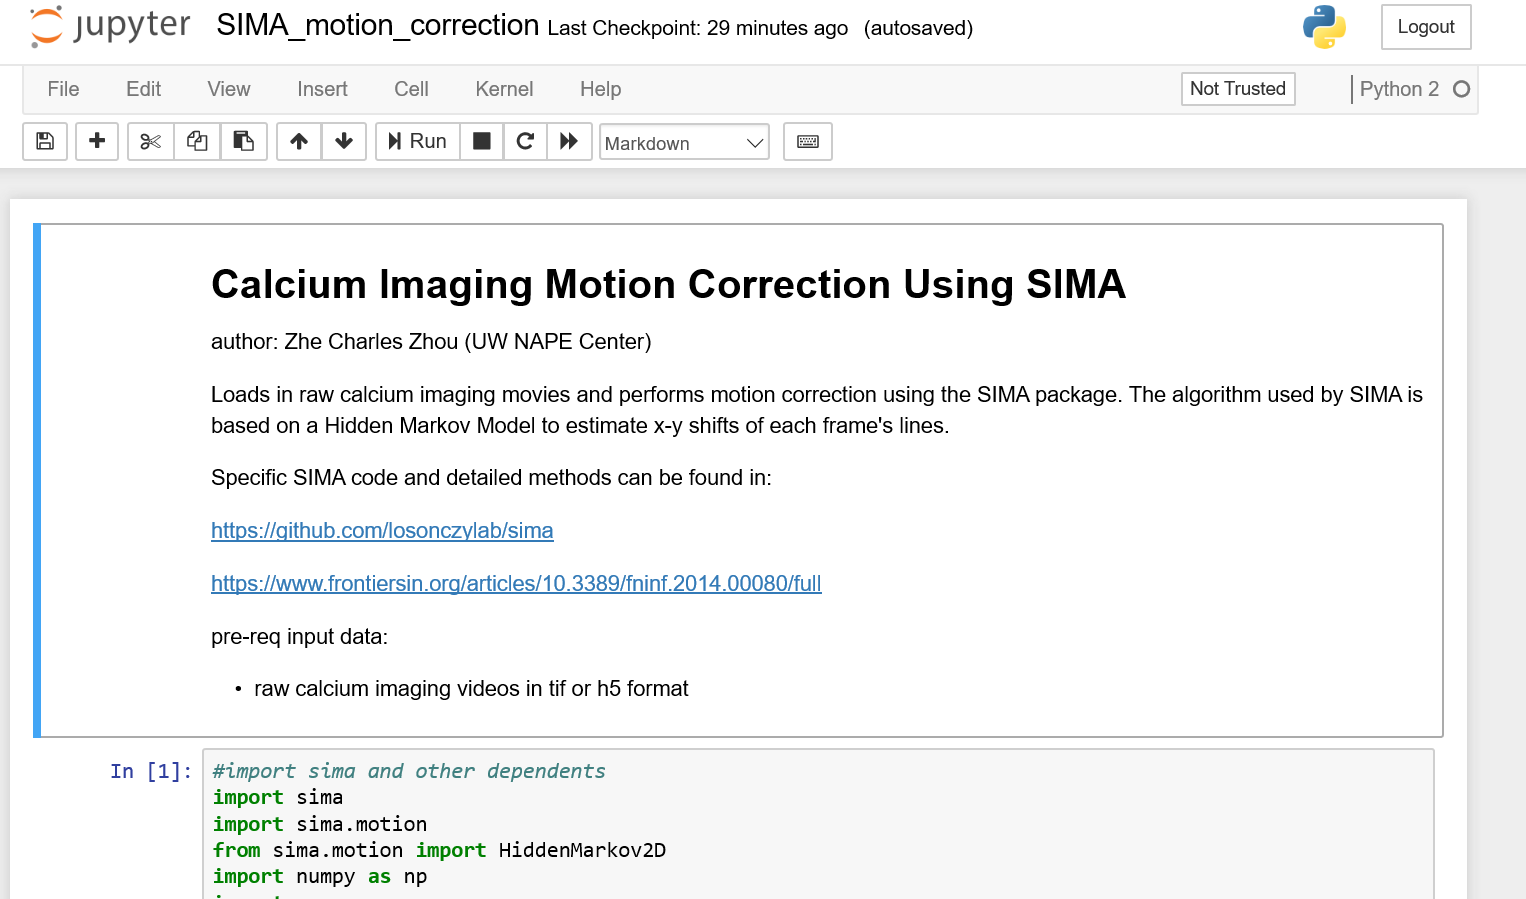 jupyter SIMA_motion_correction Last Checkpoint: 29 minutes ago (autosaved) Logout
File Edit View Insert Cell Kernel Help Not Trusted Python 2
Run Markdown
Calcium Imaging Motion Correction Using SIMA
author: Zhe Charles Zhou (UW NAPE Center)
Loads in raw calcium imaging movies and performs motion correction using the SIMA package. The algorithm used by SIMA is
based on a Hidden Markov Model to estimate x-y shifts of each frame's lines.
Specific SIMA code and detailed methods can be found in:
https://github.com/losonczylab/sima
https://www.frontiersin.org/articles/10.3389/fninf.2014.00080/full
pre-req input data:
• raw calcium imaging videos in tif or h5 format
In [1]: #import sima and other dependents
import sima
import sima.motion
from sima.motion import HiddenMarkov2D
import numpy as np